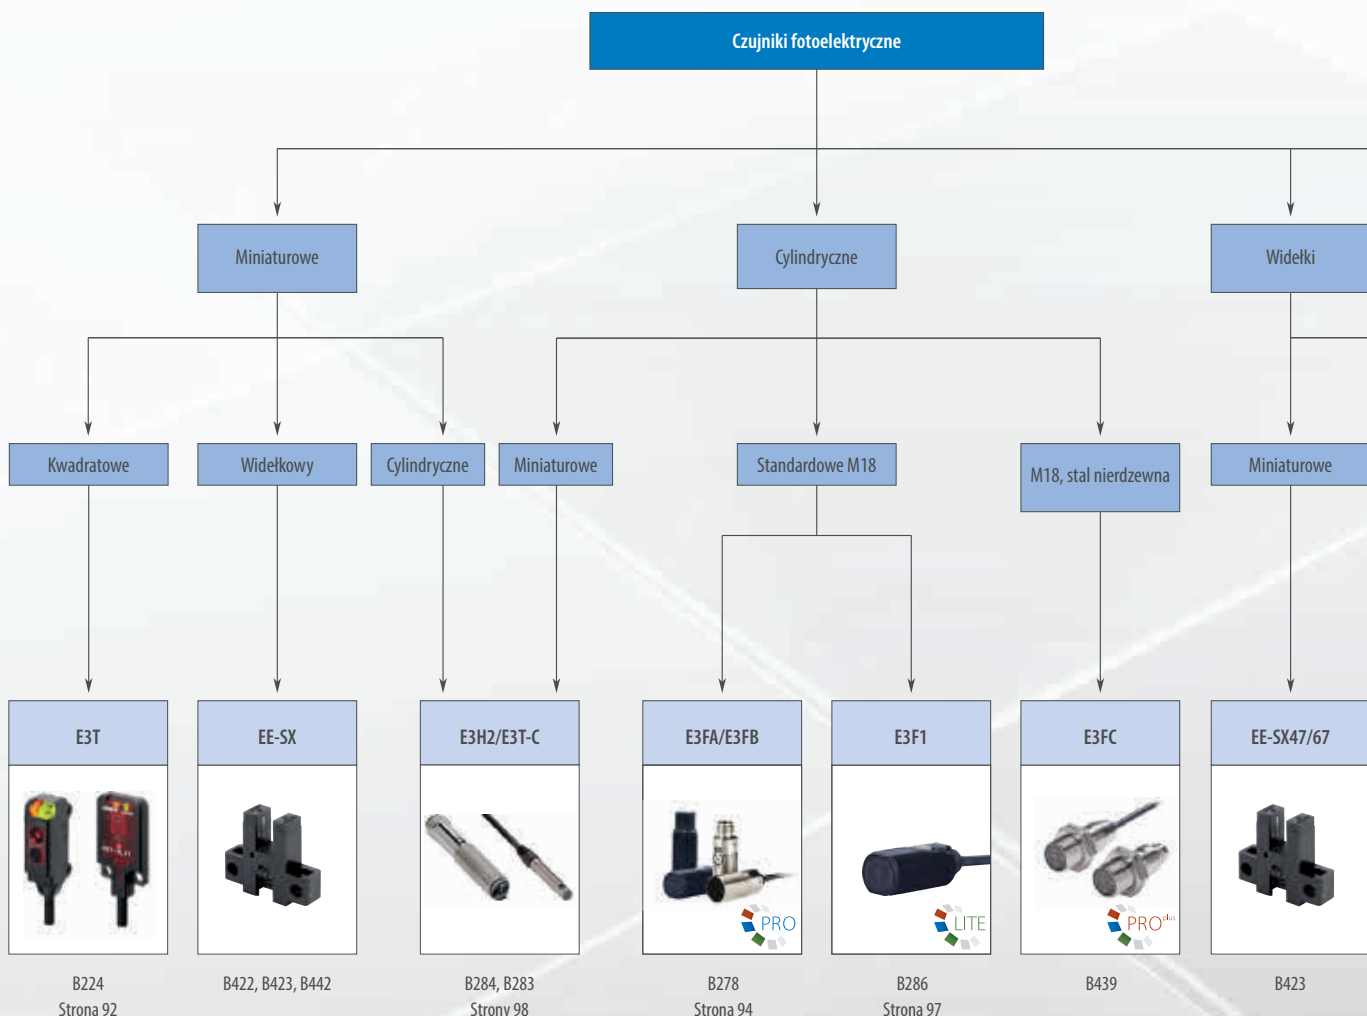 Czujniki fotoelektryczne
Miniaturowe
Cylindryczne
Widełki
Kwadratowe
Widełkowy
Cylindryczne
Miniaturowe
Standardowe M18
M18, stal nierdzewna
Miniaturowe
E3T
EE-SX
E3H2/E3T-C
E3FA/E3FB
E3F1
E3FC
EE-SX47/67
PRO
LITE
PROplus
B224
Strona 92
B422, B423, B442
B284, B283
Strony 98
B278
Strona 94
B286
Strona 97
B439
B423